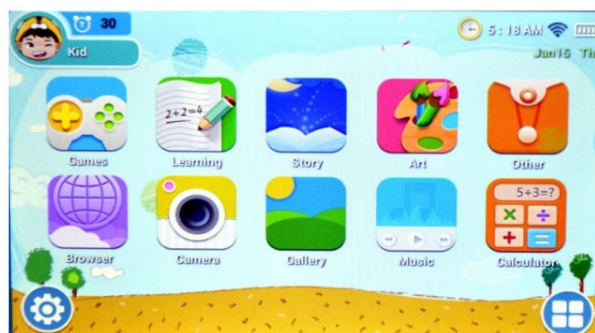 30
5:18 AM
Kid
Jan15 Th
2+2=4
Games
Learning
Story
Art
Other
5+3=?
Browser
Camera
Gallery
Music
Calculator